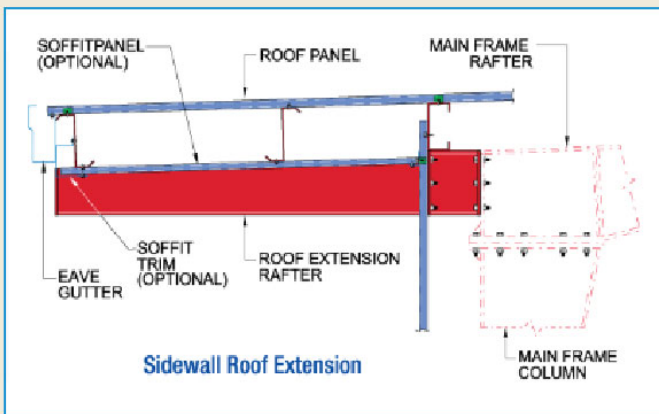 SOFFITPANEL
(OPTIONAL)
ROOF PANEL
MAIN FRAME
RAFTER
EAVE
GUTTER
SOFFIT
TRIM
(OPTIONAL)
ROOF EXTENSION
RAFTER
MAIN FRAME
COLUMN
Sidewall Roof Extension